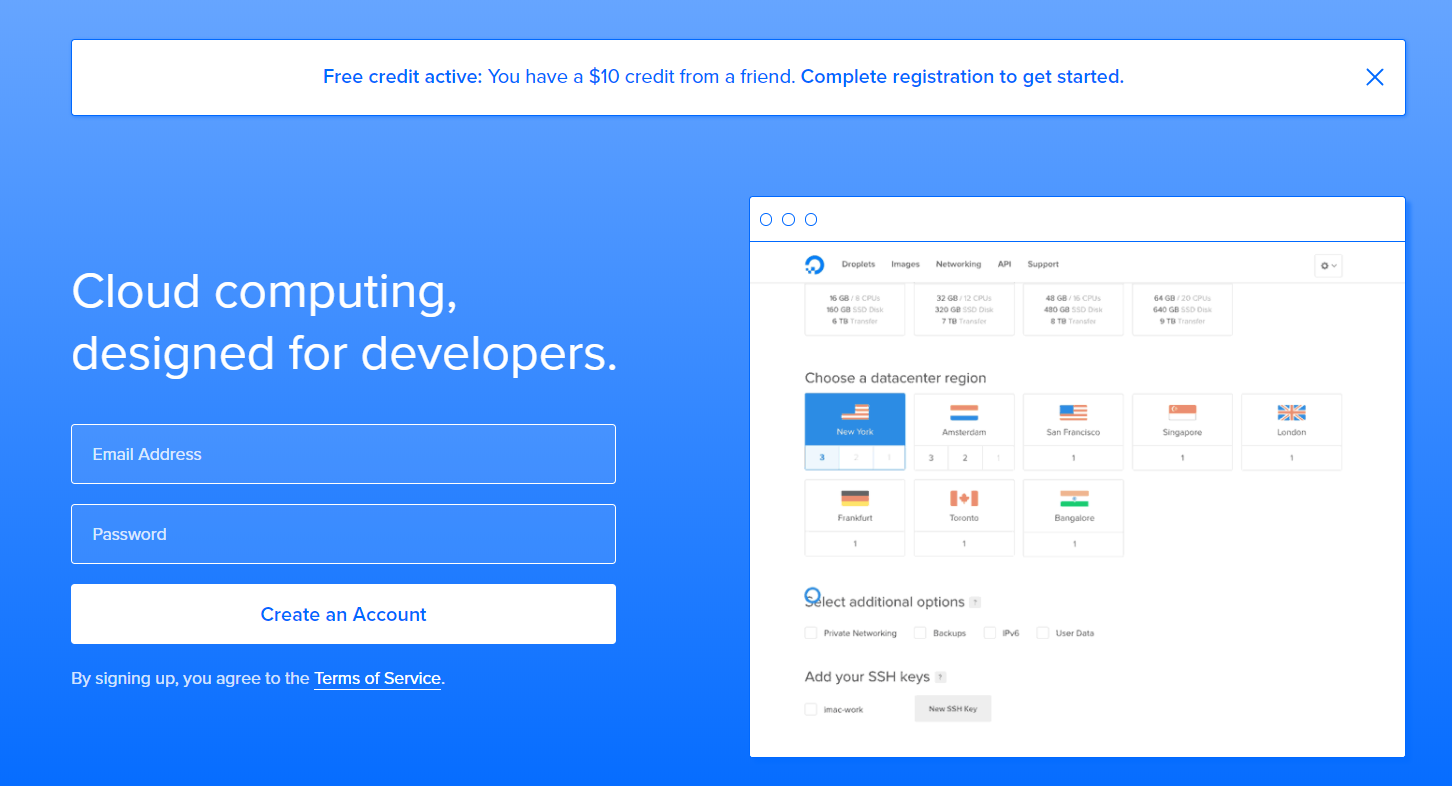 Free credit active: You have a $10 credit from a friend. Complete registration to get started.
Cloud computing,
designed for developers.
Email Address
Password
Create an Account
By signing up, you agree to the Terms of Service.
Droplets Images Networking API Support
16 GB / 8 CPUs 32 GB / 12 CPUs 48 GB / 16 CPUs 64 GB / 20 CPUs
160 GB SSD Disk 320 GB SSD Disk 480 GB SSD Disk 640 GB SSD Disk
6 TB Transfer 7 TB Transfer 8 TB Transfer 9 TB Transfer
Choose a datacenter region
New York Amsterdam San Francisco Singapore London
3 2 1 3 2 1 1 1 1
Frankfurt Toronto Bangalore
1 1 1
Select additional options ?
Private Networking Backups IPv6 User Data
Add your SSH keys ?
imac-work New SSH Key